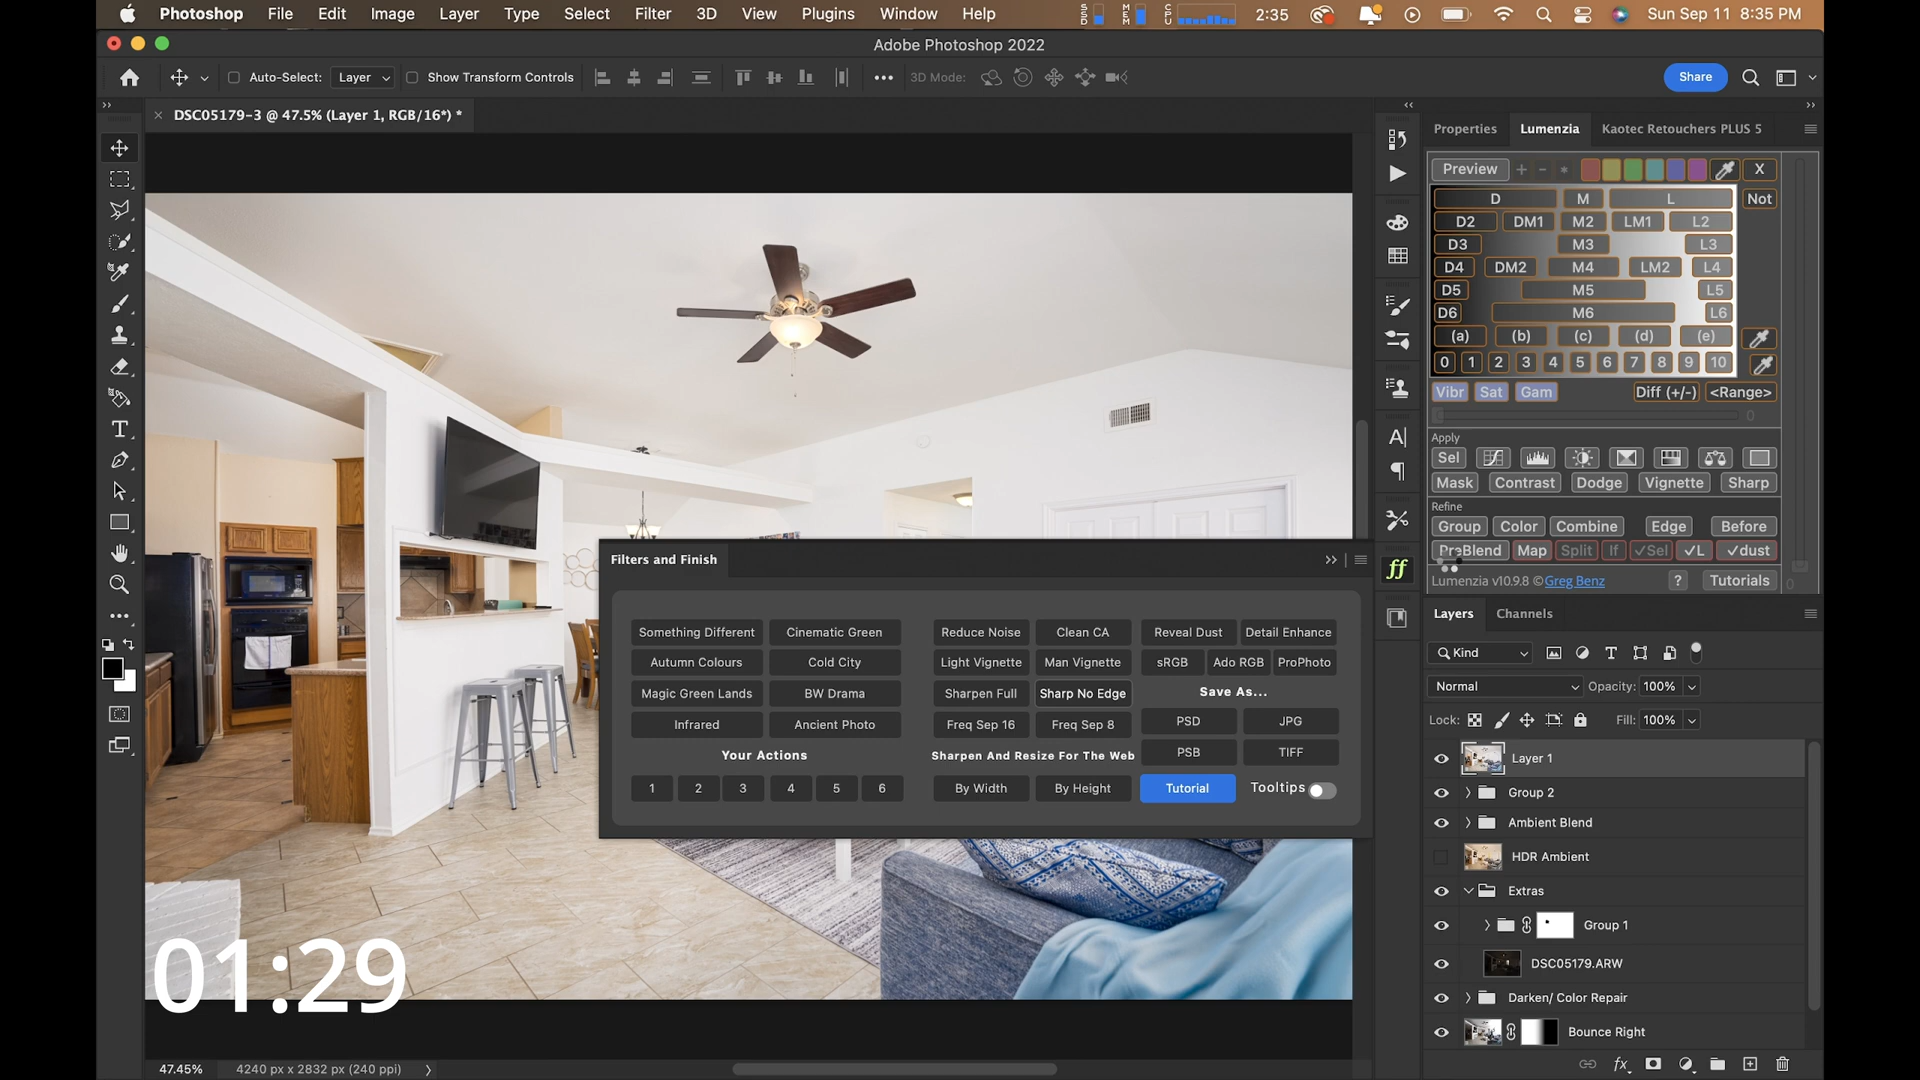 Photoshop File Edit Image Layer Type Select Filter 3D View Plugins Window Help SSD MEM CPU 2:35 Sun Sep 11 8:35 PM
Adobe Photoshop 2022
Auto-Select: Layer Show Transform Controls 3D Mode: Share
DSC05179-3 @ 47.5% (Layer 1, RGB/16*) *
Properties Lumenzia Kaotec Retouchers PLUS 5
Preview + - * X
D M L Not
D2 DM1 M2 LM1 L2
D3 M3 L3
D4 DM2 M4 LM2 L4
D5 M5 L5
D6 M6 L6
(a) (b) (c) (d) (e)
0 1 2 3 4 5 6 7 8 9 10
Vibr Sat Gam Diff (+/-) <Range>
0
Apply
Sel
Mask Contrast Dodge Vignette Sharp
Refine
Group Color Combine Edge Before
PreBlend Map Split If ✓Sel ✓L ✓dust
Lumenzia v10.9.8 ©Greg Benz ? Tutorials 0
Filters and Finish
Something Different Cinematic Green Reduce Noise Clean CA Reveal Dust Detail Enhance
Autumn Colours Cold City Light Vignette Man Vignette sRGB Ado RGB ProPhoto
Magic Green Lands BW Drama Sharpen Full Sharp No Edge Save As...
Infrared Ancient Photo Freq Sep 16 Freq Sep 8 PSD JPG
Your Actions Sharpen And Resize For The Web PSB TIFF
1 2 3 4 5 6 By Width By Height Tutorial Tooltips
Layers Channels
Kind
Normal Opacity: 100%
Lock: Fill: 100%
Layer 1
Group 2
Ambient Blend
HDR Ambient
Extras
Group 1
DSC05179.ARW
Darken/ Color Repair
Bounce Right
01:29
47.45% 4240 px x 2832 px (240 ppi)